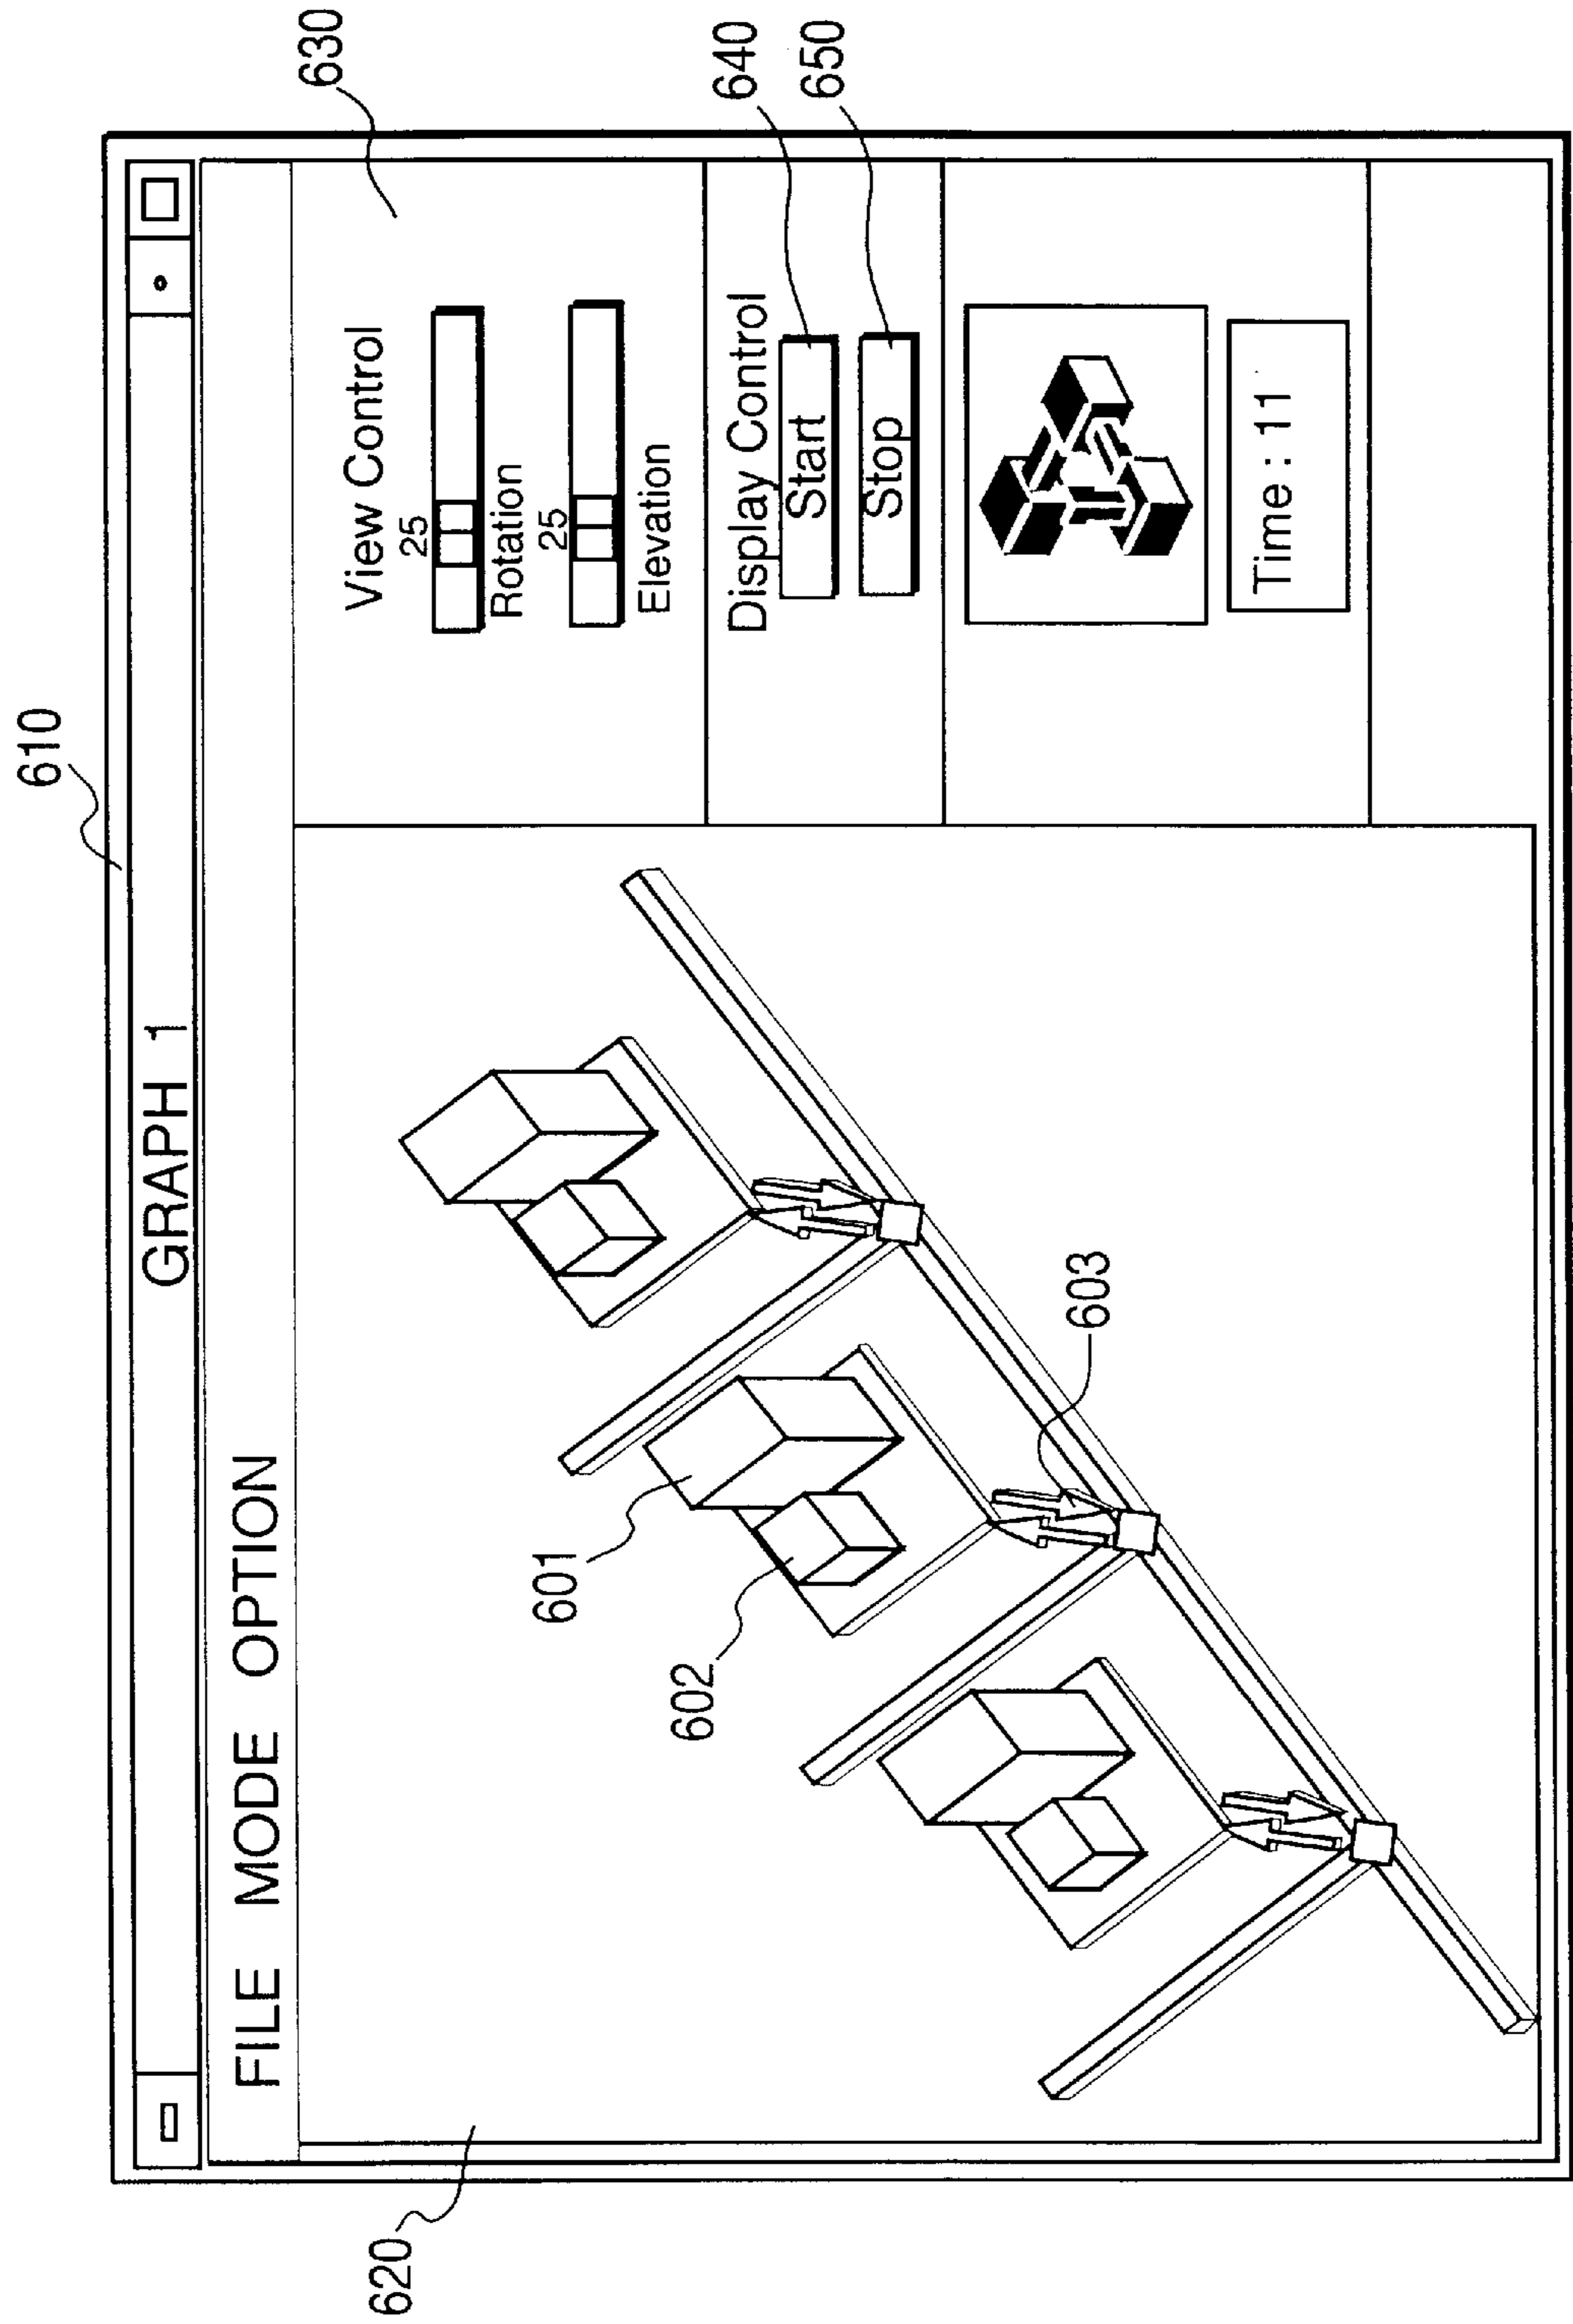 610
GRAPH 1
FILE MODE OPTION
620
630
View Control
25
Rotation
25
Elevation
Display Control
Start
640
Stop
650
601
602
603
Time : 11